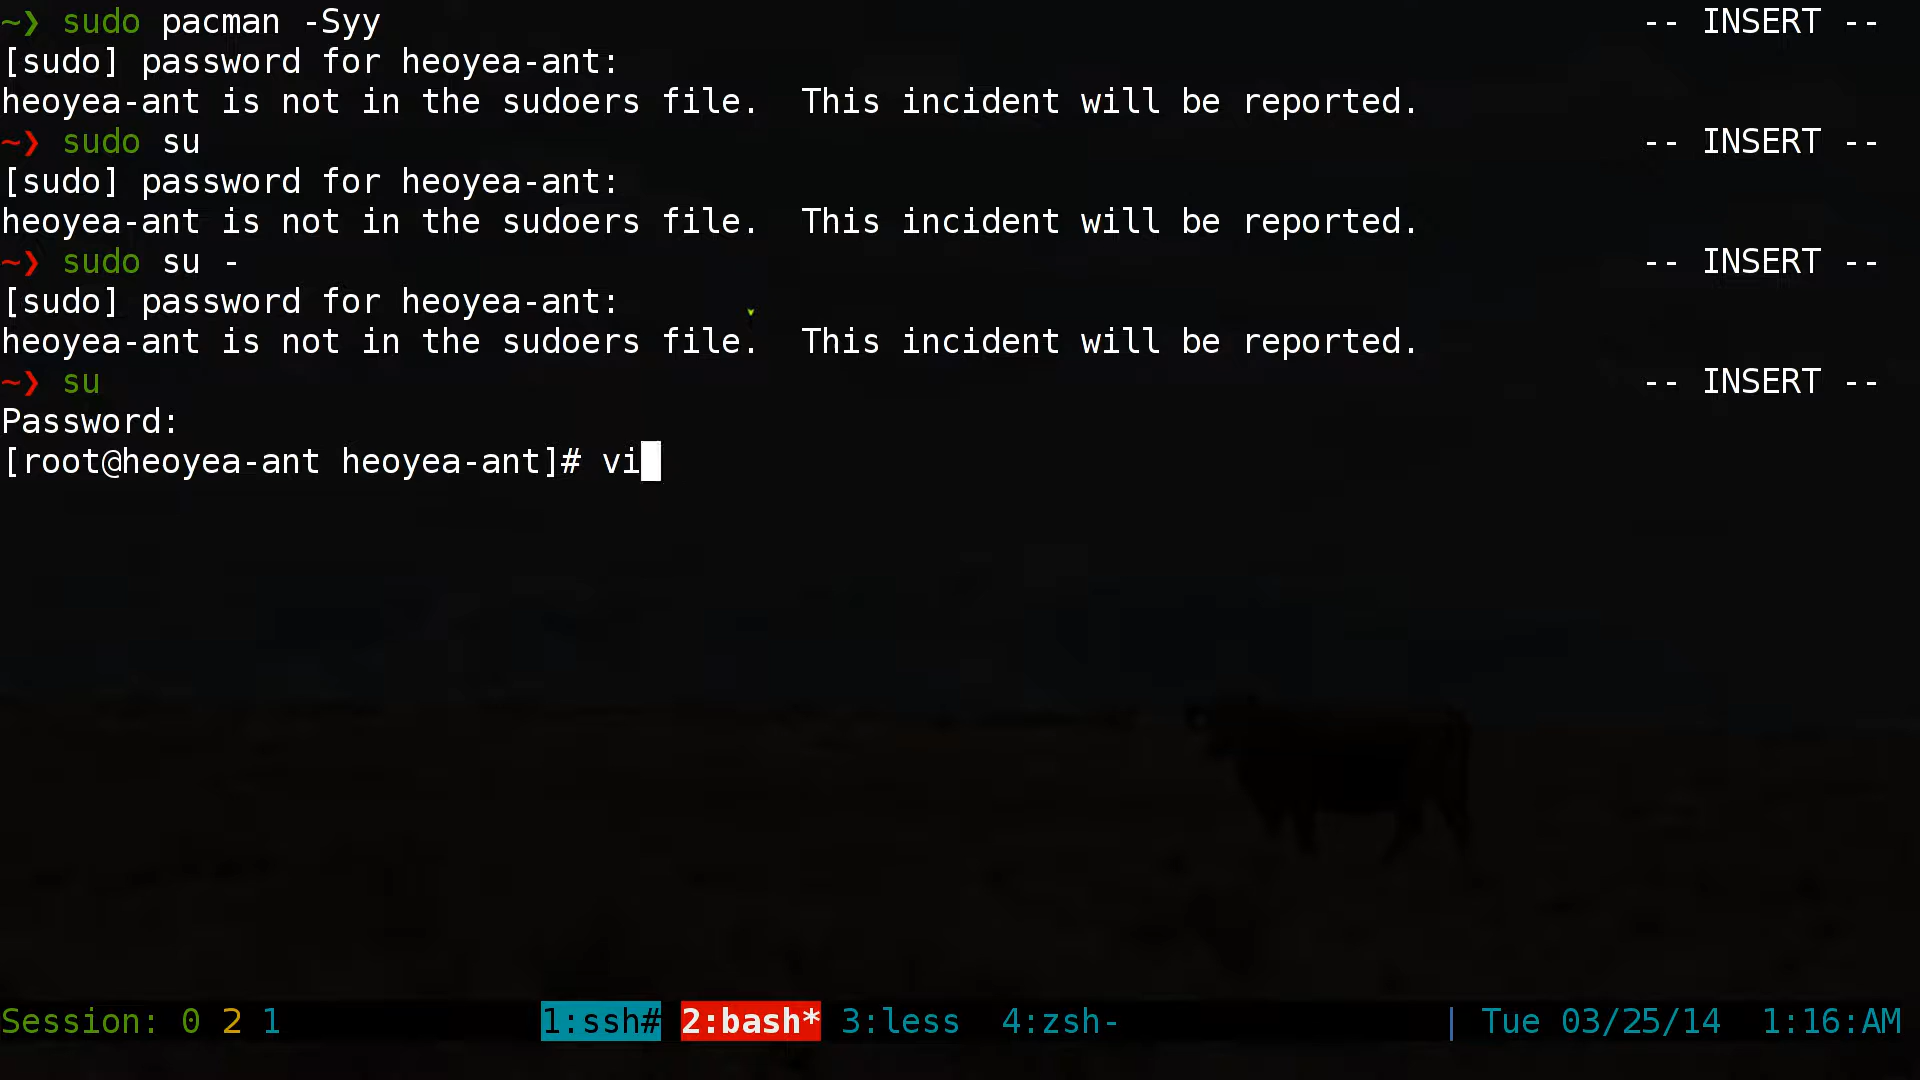 ~❯ sudo pacman -Syy -- INSERT --
[sudo] password for heoyea-ant:
heoyea-ant is not in the sudoers file.  This incident will be reported.
~❯ sudo su -- INSERT --
[sudo] password for heoyea-ant:
heoyea-ant is not in the sudoers file.  This incident will be reported.
~❯ sudo su - -- INSERT --
[sudo] password for heoyea-ant:
heoyea-ant is not in the sudoers file.  This incident will be reported.
~❯ su -- INSERT --
Password:
[root@heoyea-ant heoyea-ant]# vi
Session: 0 2 1 1:ssh# 2:bash* 3:less 4:zsh- | Tue 03/25/14 1:16:AM